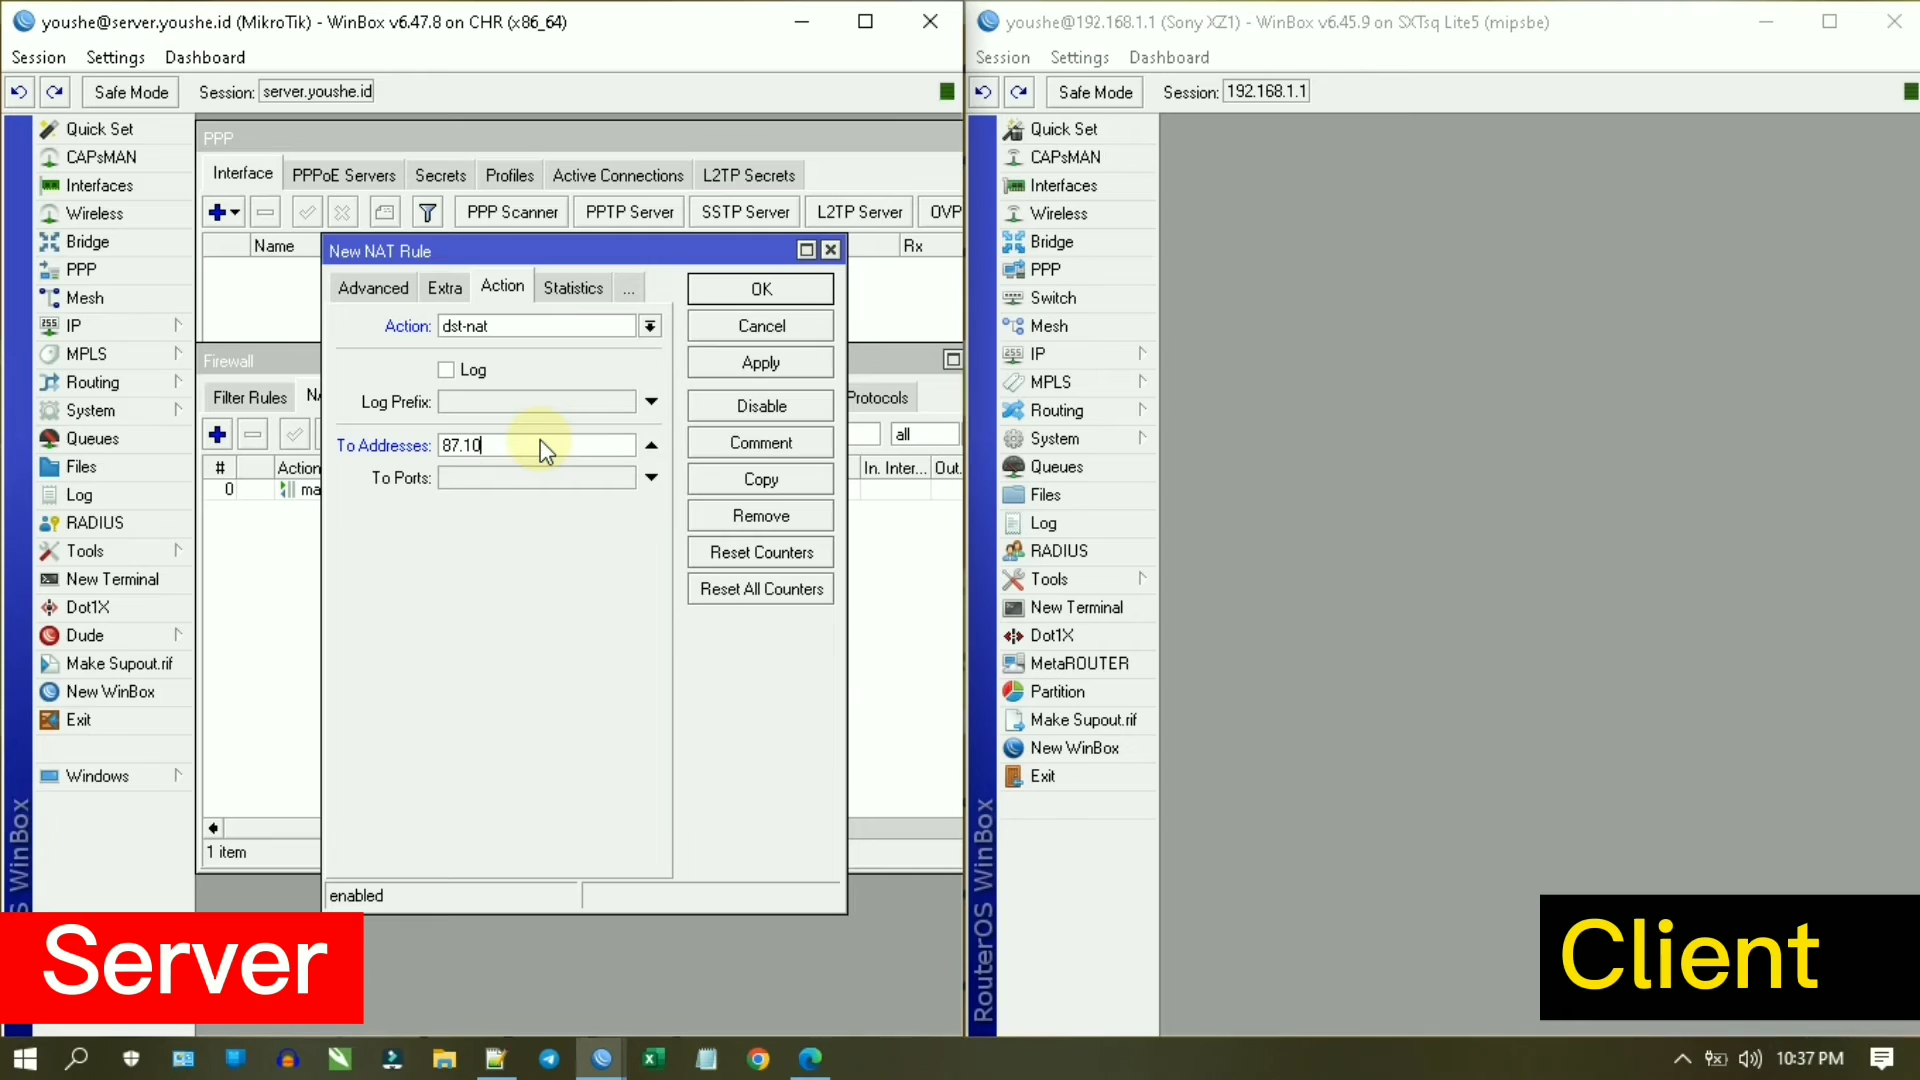 youshe@server.youshe.id (MikroTik) - WinBox v6.47.8 on CHR (x86_64)
Session Settings Dashboard
Safe Mode Session: server.youshe.id
Quick Set
CAPsMAN
Interfaces
Wireless
Bridge
PPP
Mesh
IP
MPLS
Routing
System
Queues
Files
Log
RADIUS
Tools
New Terminal
Dot1X
Dude
Make Supout.rif
New WinBox
Exit
Windows
WinBox
PPP
Interface PPPoE Servers Secrets Profiles Active Connections L2TP Secrets
PPP Scanner PPTP Server SSTP Server L2TP Server OVP
Name Rx
Firewall
Filter Rules NA Protocols
all
# Action In. Inter... Out.
0 ma
1 item
New NAT Rule
Advanced Extra Action Statistics ...
Action: dst-nat
Log
Log Prefix:
To Addresses: 87.10
To Ports:
OK
Cancel
Apply
Disable
Comment
Copy
Remove
Reset Counters
Reset All Counters
enabled
Server
youshe@192.168.1.1 (Sony XZ1) - WinBox v6.45.9 on SXTsq Lite5 (mipsbe)
Session Settings Dashboard
Safe Mode Session: 192.168.1.1
Quick Set
CAPsMAN
Interfaces
Wireless
Bridge
PPP
Switch
Mesh
IP
MPLS
Routing
System
Queues
Files
Log
RADIUS
Tools
New Terminal
Dot1X
MetaROUTER
Partition
Make Supout.rif
New WinBox
Exit
RouterOS WinBox
Client
10:37 PM